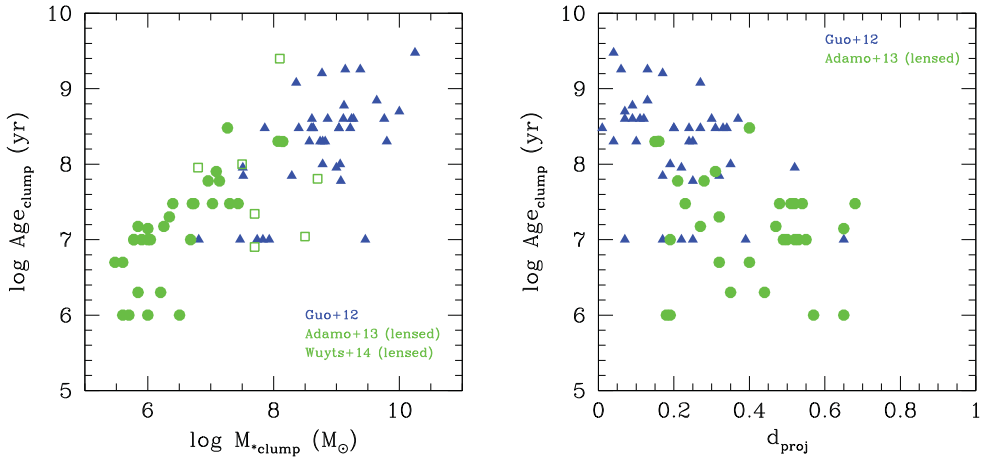 10
9
8
7
6
5
log Age_clump (yr)
6
8
10
log M_*clump (M_⊙)
Guo+12
Adamo+13 (lensed)
Wuyts+14 (lensed)
10
9
8
7
6
5
log Age_clump (yr)
0
0.2
0.4
0.6
0.8
1
d_proj
Guo+12
Adamo+13 (lensed)